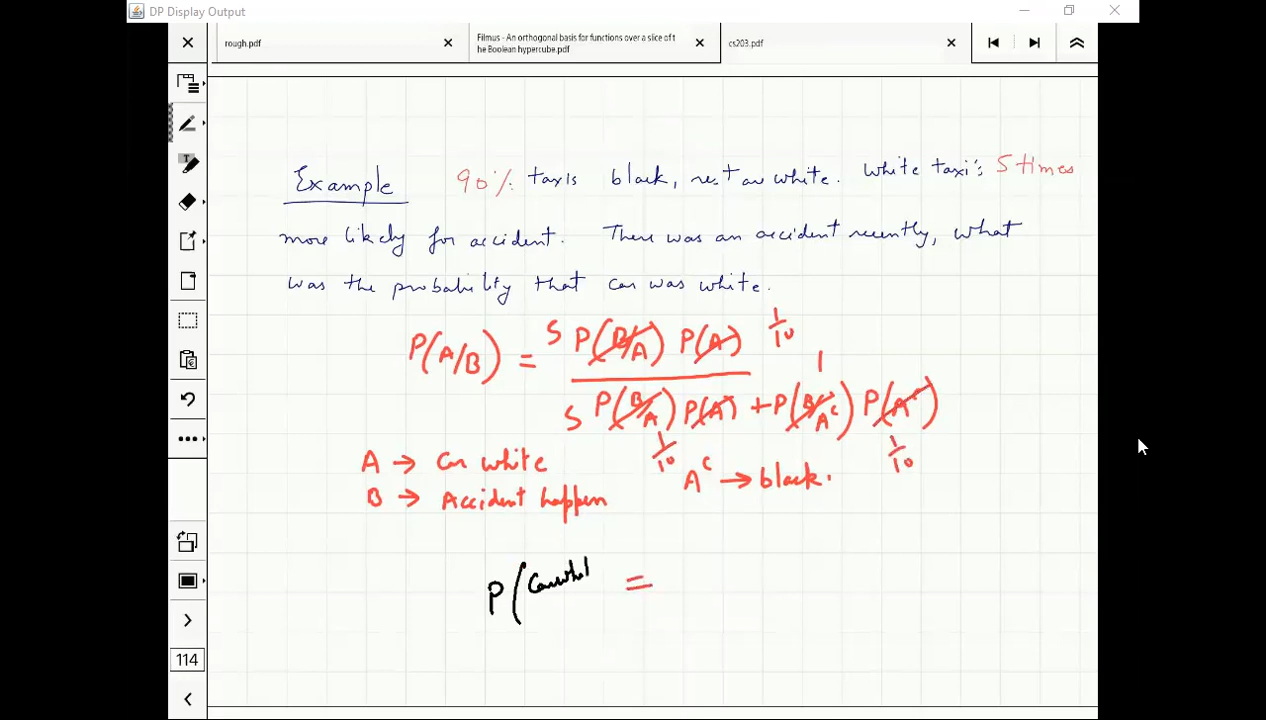 DP Display Output
rough.pdf
Filmus - An orthogonal basis for functions over a slice of t
he Boolean hypercube.pdf
cs203.pdf
Example 90% taxis black, rest are white. White taxi's 5 times
more likely for accident. There was an accident recently, what
was the probability that car was white.
P(A/B) = 5 P(B/A) P(A) 1/10
5 P(B/A) P(A) + P(B/A^c) P(A^c) 1
1/10 1/10
A → Car white A^c → black.
B → Accident happen
P( =
114